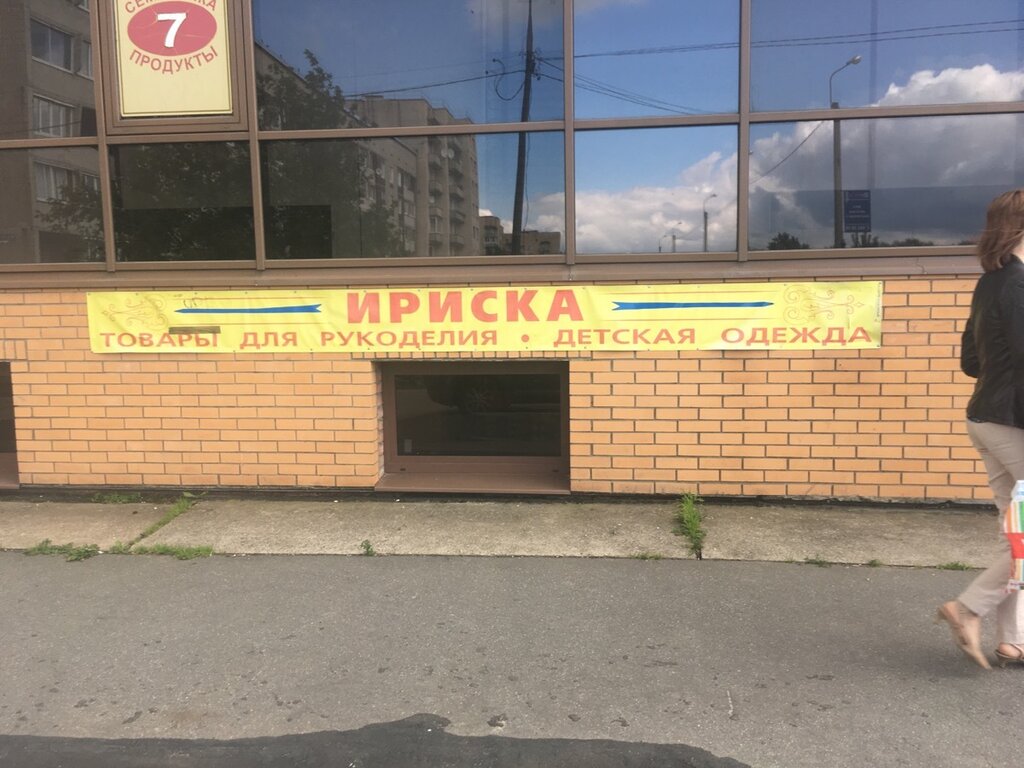 7
ПРОДУКТЫ
ИРИСКА
ТОВАРЫ ДЛЯ РУКОДЕЛИЯ • ДЕТСКАЯ ОДЕЖДА